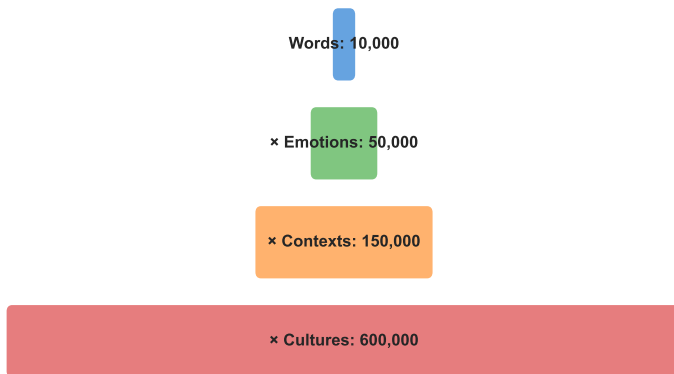 Words: 10,000
× Emotions: 50,000
× Contexts: 150,000
× Cultures: 600,000